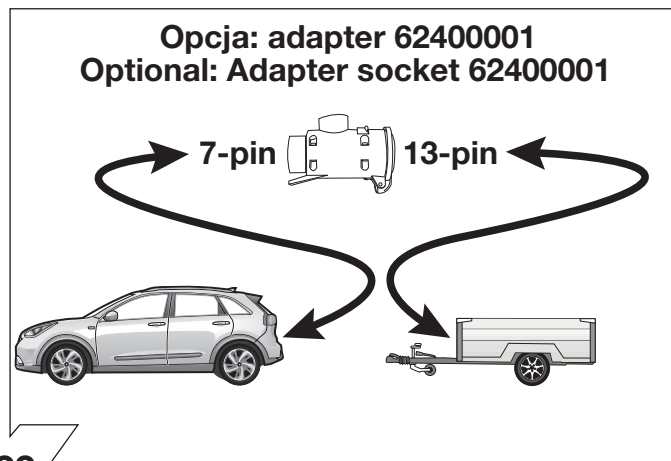 Opcja: adapter 62400001
Optional: Adapter socket 62400001
7-pin 13-pin